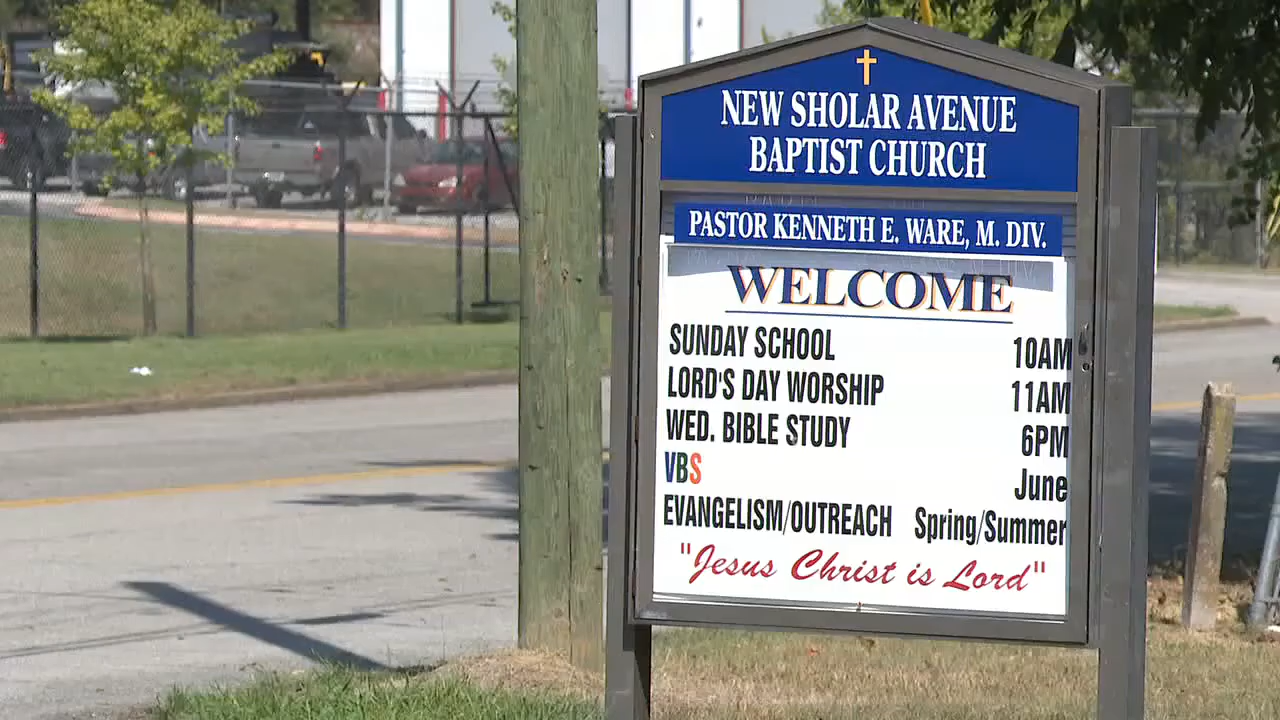 NEW SHOLAR AVENUE
BAPTIST CHURCH
PASTOR KENNETH E. WARE, M. DIV.
WELCOME
SUNDAY SCHOOL 10AM
LORD'S DAY WORSHIP 11AM
WED. BIBLE STUDY 6PM
VBS June
EVANGELISM/OUTREACH Spring/Summer
"Jesus Christ is Lord"